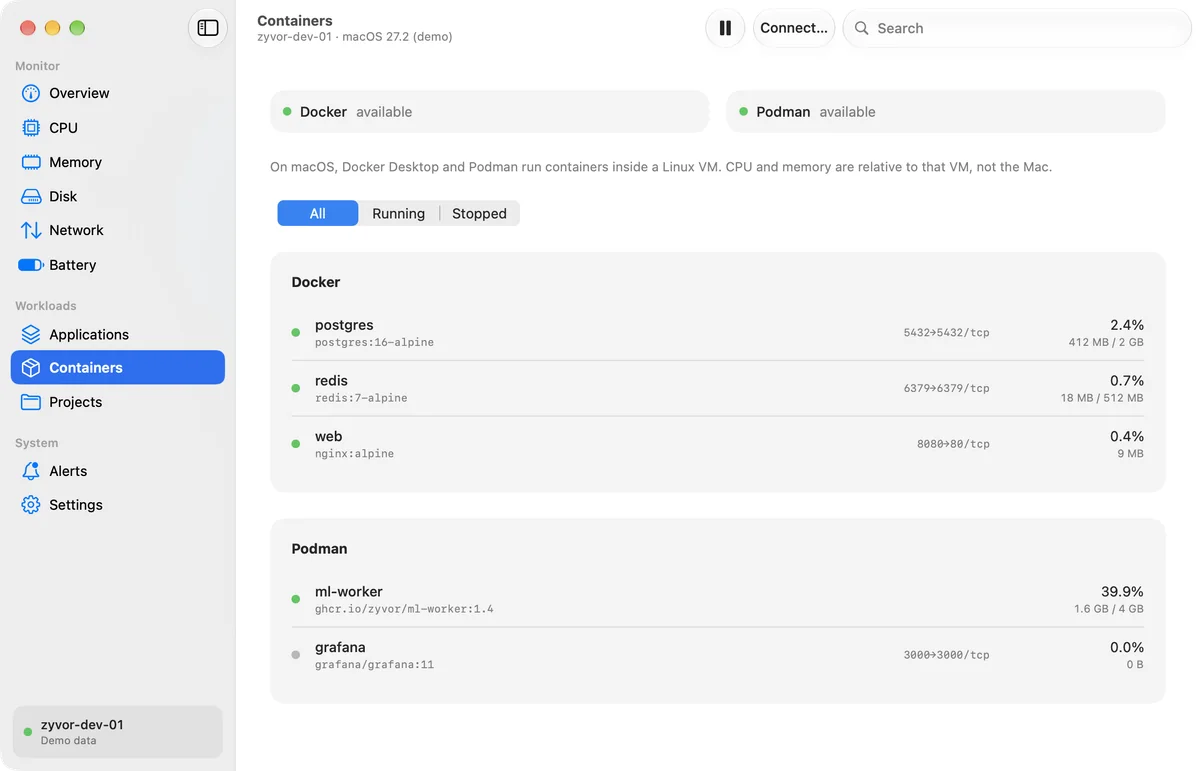 Containers
zyvor-dev-01 · macOS 27.2 (demo)
Connect...
Search
Monitor
Overview
CPU
Memory
Disk
Network
Battery
Workloads
Applications
Containers
Projects
System
Alerts
Settings
zyvor-dev-01
Demo data
Docker available
Podman available
On macOS, Docker Desktop and Podman run containers inside a Linux VM. CPU and memory are relative to that VM, not the Mac.
All Running Stopped
Docker
postgres 2.4%
postgres:16-alpine 5432→5432/tcp 412 MB / 2 GB
redis 0.7%
redis:7-alpine 6379→6379/tcp 18 MB / 512 MB
web 0.4%
nginx:alpine 8080→80/tcp 9 MB
Podman
ml-worker 39.9%
ghcr.io/zyvor/ml-worker:1.4 1.6 GB / 4 GB
grafana 0.0%
grafana/grafana:11 3000→3000/tcp 0 B